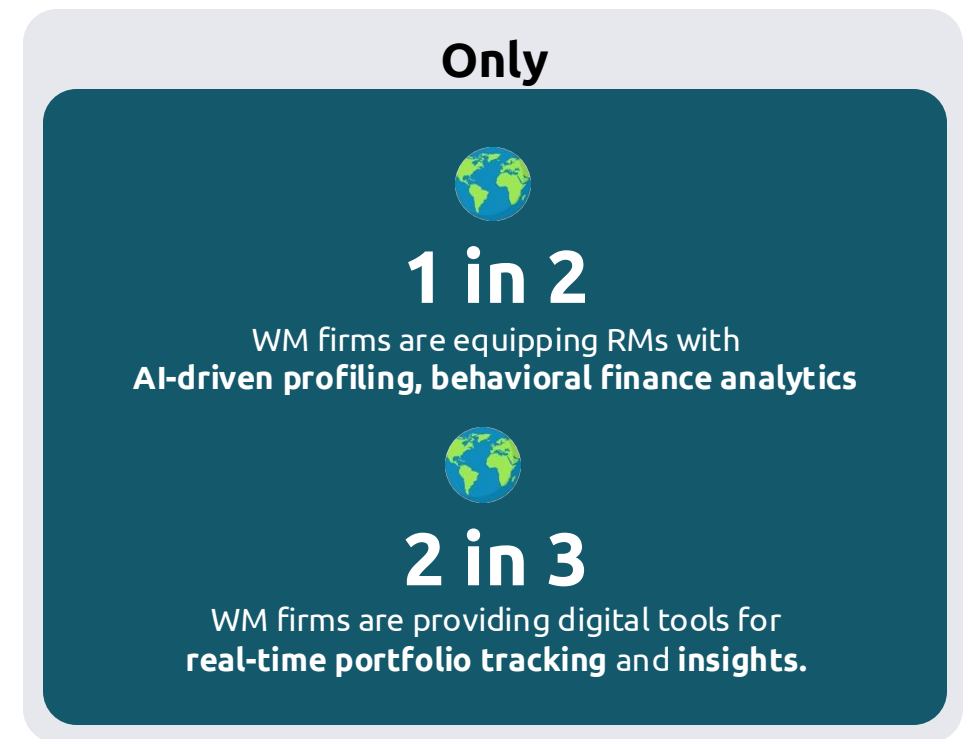 Only
1 in 2
WM firms are equipping RMs with
AI-driven profiling, behavioral finance analytics
2 in 3
WM firms are providing digital tools for
real-time portfolio tracking and insights.